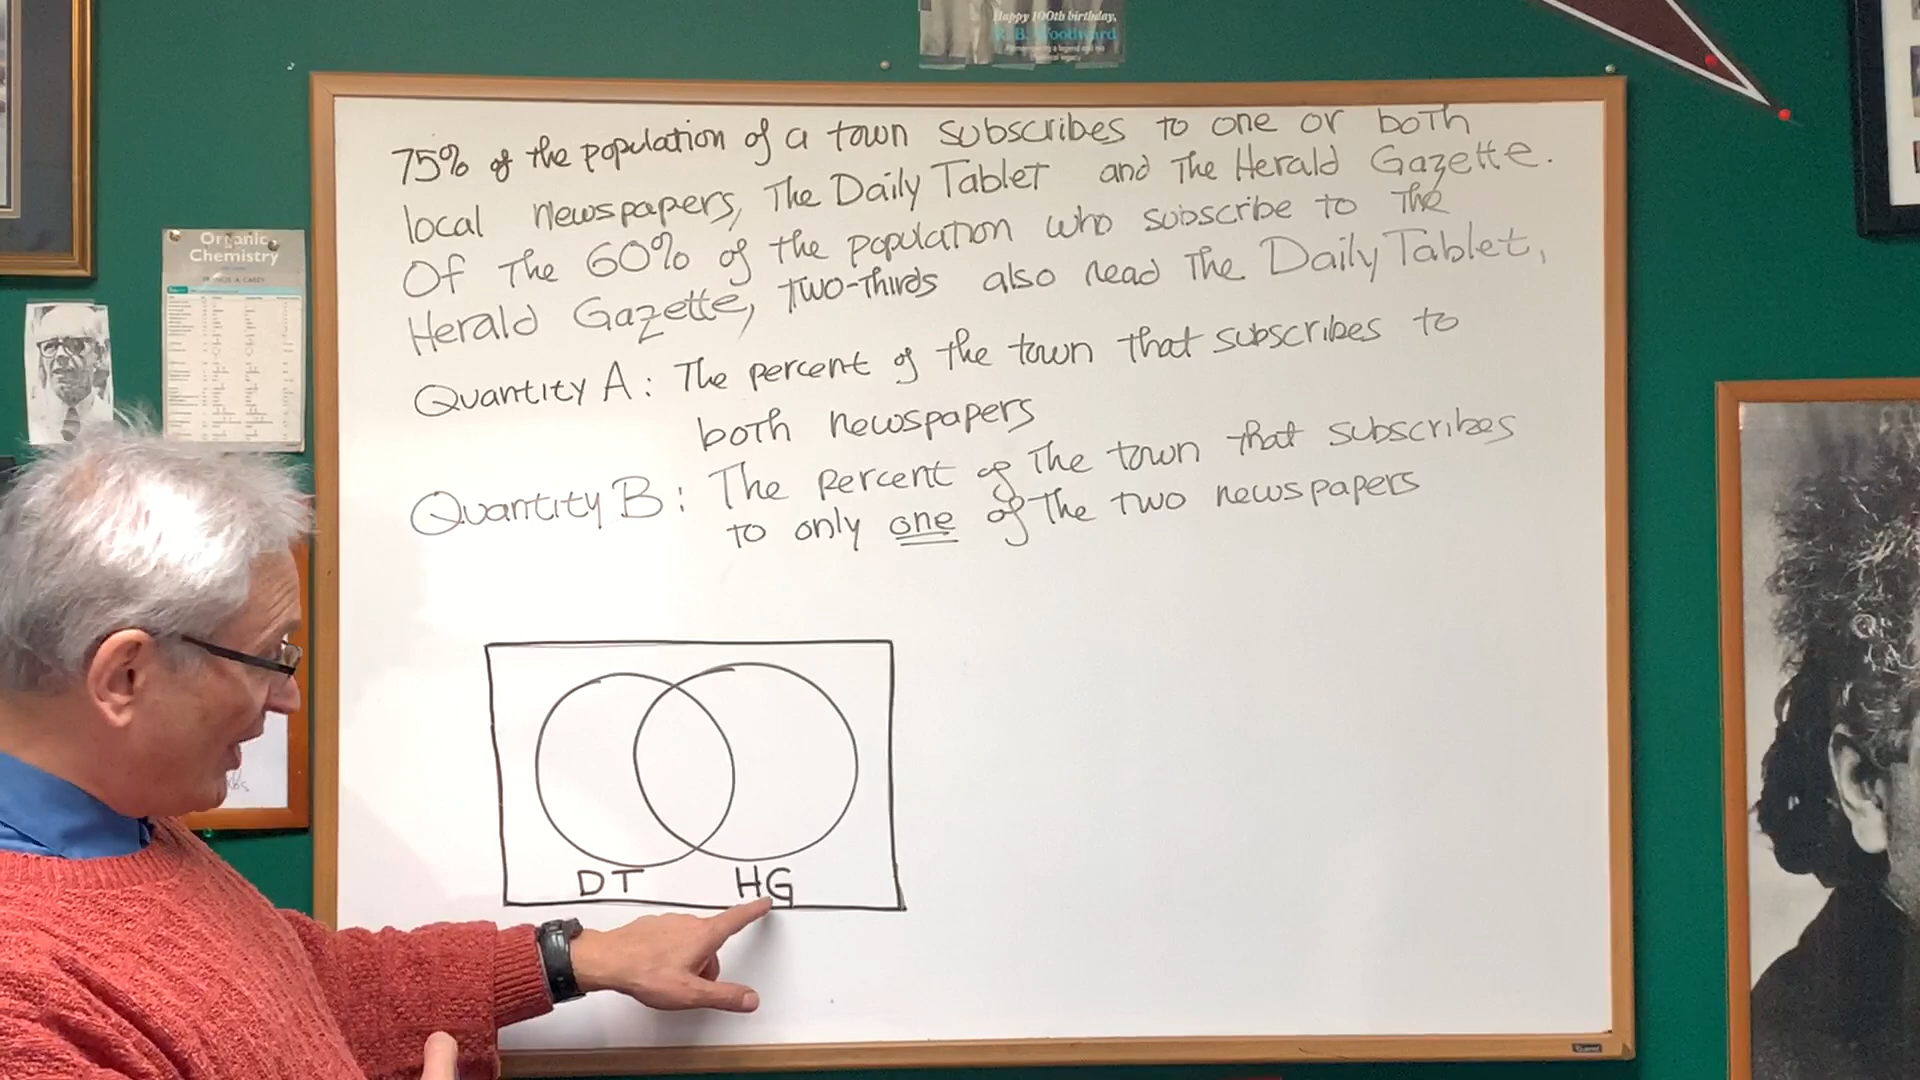 Happy 100th birthday,
R. B. Woodward
Organic
Chemistry
75% of the population of a town subscribes to one or both
local newspapers, The Daily Tablet and The Herald Gazette.
Of The 60% of the population who subscribe to The
Herald Gazette, two-thirds also read The Daily Tablet,
Quantity A: The percent of the town that subscribes to
both newspapers
Quantity B: The percent of the town that subscribes
to only one of the two newspapers
DT HG